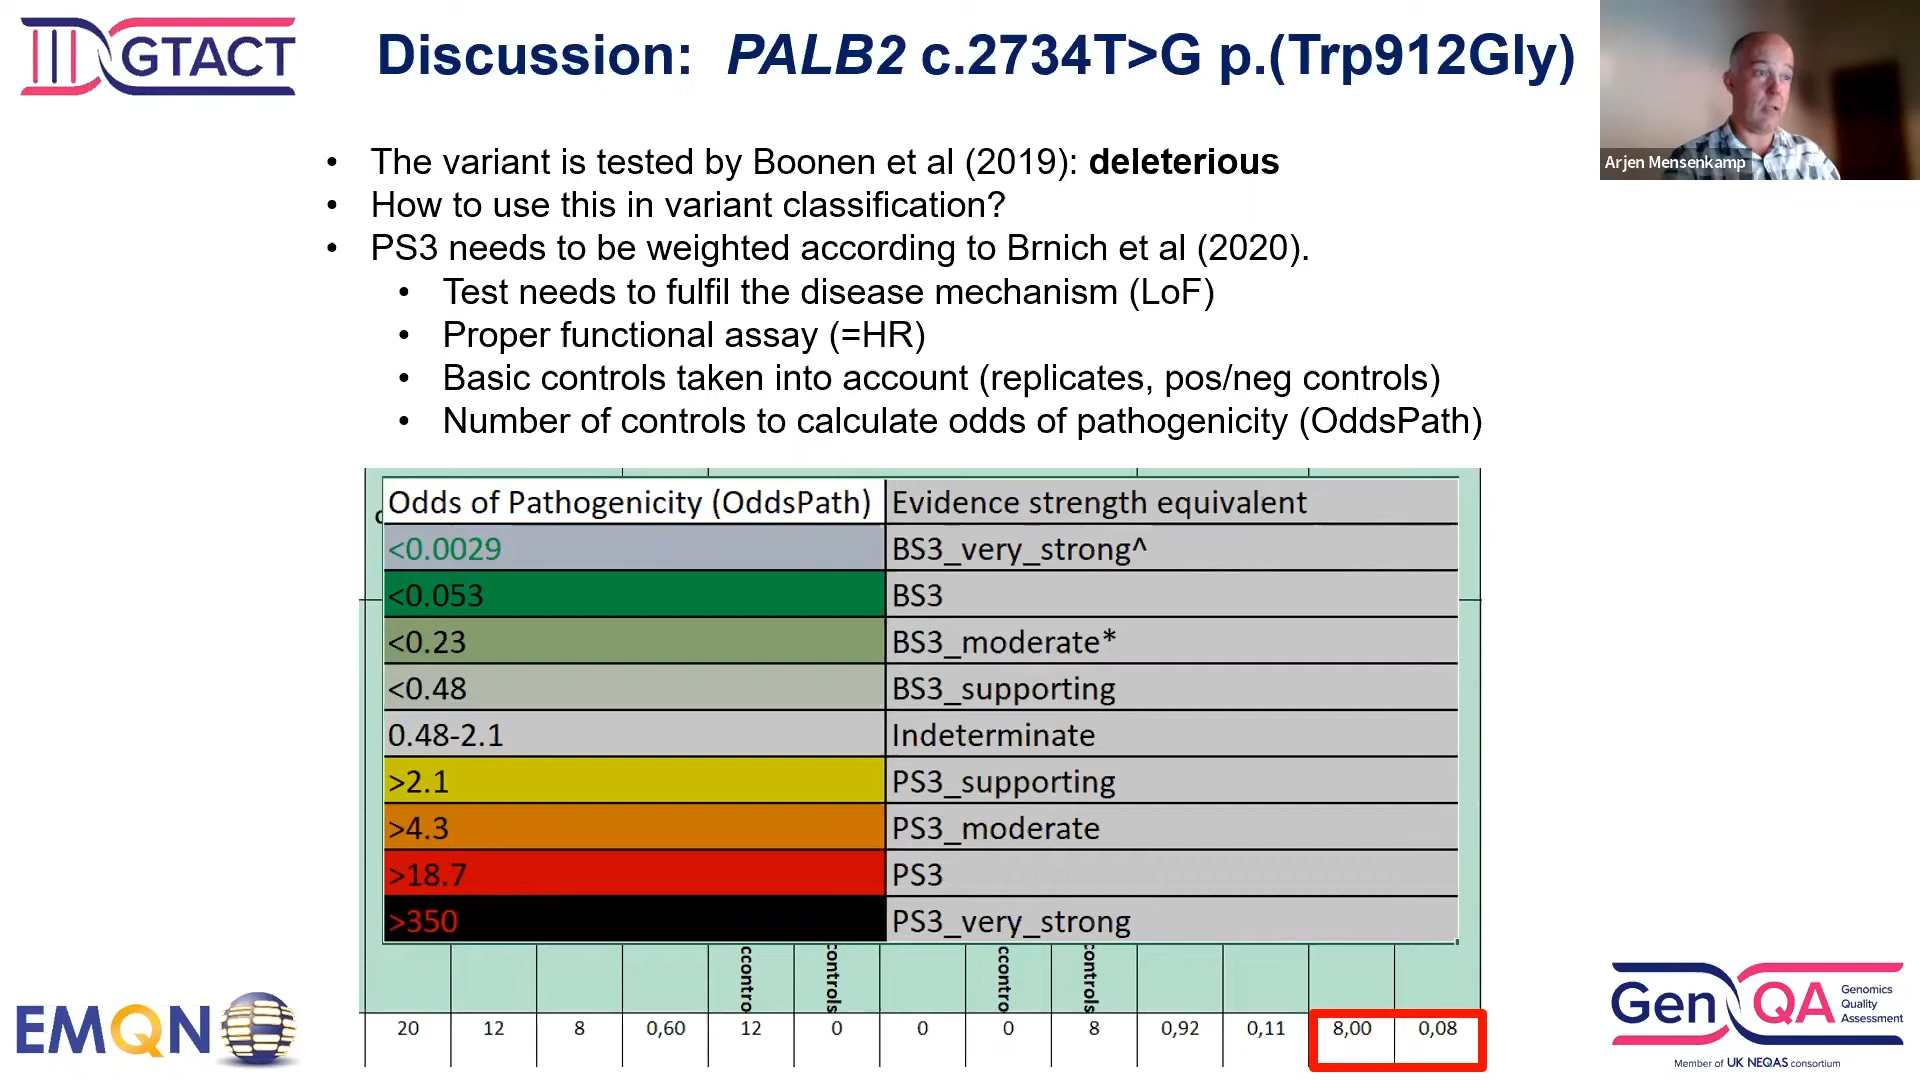 GTACT
Discussion: PALB2 c.2734T>G p.(Trp912Gly)
Arjen Mensenkamp
• The variant is tested by Boonen et al (2019): deleterious
• How to use this in variant classification?
• PS3 needs to be weighted according to Brnich et al (2020).
• Test needs to fulfil the disease mechanism (LoF)
• Proper functional assay (=HR)
• Basic controls taken into account (replicates, pos/neg controls)
• Number of controls to calculate odds of pathogenicity (OddsPath)
Odds of Pathogenicity (OddsPath) Evidence strength equivalent
<0.0029 BS3_very_strong^
<0.053 BS3
<0.23 BS3_moderate*
<0.48 BS3_supporting
0.48-2.1 Indeterminate
>2.1 PS3_supporting
>4.3 PS3_moderate
>18.7 PS3
>350 PS3_very_strong
ccontro controls ccontro controls
20 12 8 0,60 12 0 0 0 8 0,92 0,11 8,00 0,08
EMQN
GenQA
Genomics
Quality
Assessment
Member of UK NEQAS consortium